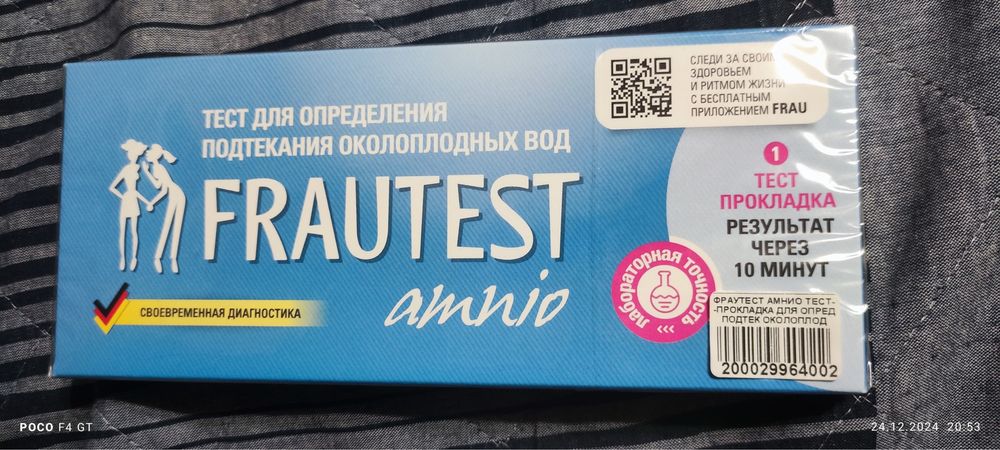 СЛЕДИ ЗА СВОИМ
ЗДОРОВЬЕМ
И РИТМОМ ЖИЗНИ
С БЕСПЛАТНЫМ
ПРИЛОЖЕНИЕМ FRAU
ТЕСТ ДЛЯ ОПРЕДЕЛЕНИЯ
ПОДТЕКАНИЯ ОКОЛОПЛОДНЫХ ВОД
FRAUTEST
amnio
СВОЕВРЕМЕННАЯ ДИАГНОСТИКА
1
ТЕСТ
ПРОКЛАДКА
РЕЗУЛЬТАТ
ЧЕРЕЗ
10 МИНУТ
лабораторная точность
<<<
ФРАУТЕСТ АМНИО ТЕСТ-
-ПРОКЛАДКА ДЛЯ ОПРЕД
ПОДТЕК ОКОЛОПЛОД
200029964002
POCO F4 GT
24.12.2024 20:53